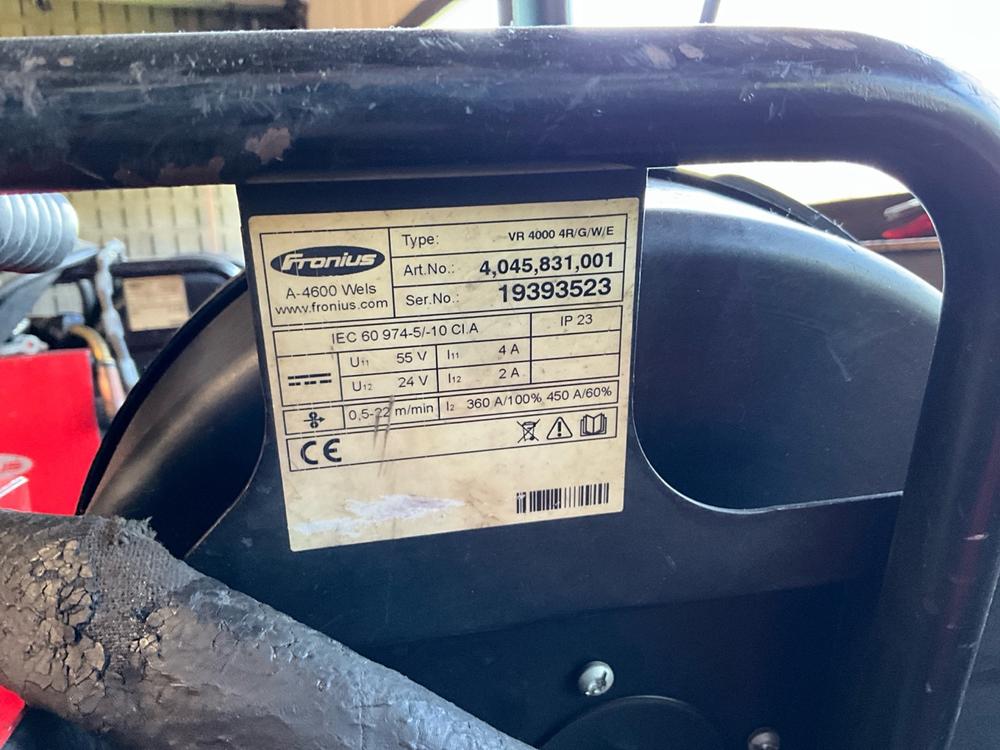 Fronius
A-4600 Wels
www.fronius.com
Type: VR 4000 4R/G/W/E
Art.No.: 4,045,831,001
Ser.No.: 19393523
IEC 60 974-5/-10 Cl.A IP 23
U11 55 V I11 4 A
U12 24 V I12 2 A
0,5-22 m/min I2 360 A/100% 450 A/60%
CE